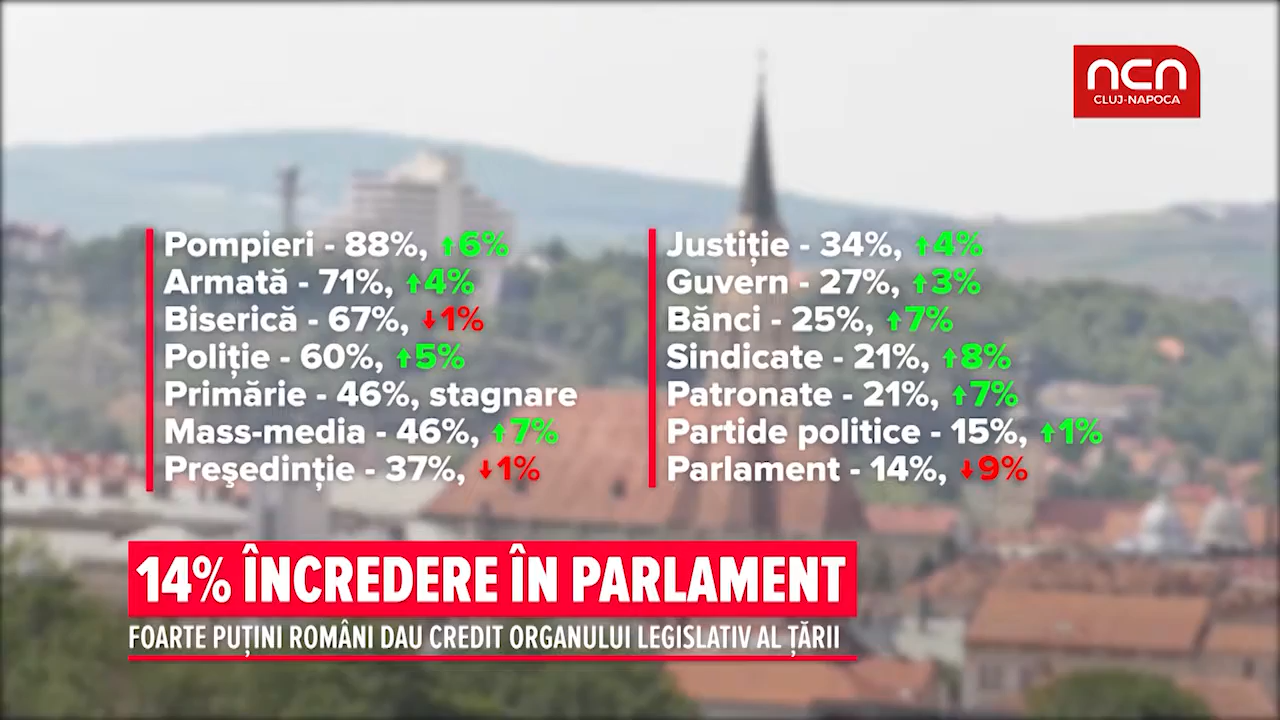 ncn
CLUJ-NAPOCA
Pompieri - 88%, ↑6%
Armată - 71%, ↑4%
Biserică - 67%, ↓1%
Poliție - 60%, ↑5%
Primărie - 46%, stagnare
Mass-media - 46%, ↑7%
Preşedinție - 37%, ↓1%
Justiție - 34%, ↑4%
Guvern - 27%, ↑3%
Bănci - 25%, ↑7%
Sindicate - 21%, ↑8%
Patronate - 21%, ↑7%
Partide politice - 15%, ↑1%
Parlament - 14%, ↓9%
14% ÎNCREDERE ÎN PARLAMENT
FOARTE PUȚINI ROMÂNI DAU CREDIT ORGANULUI LEGISLATIV AL ȚĂRII